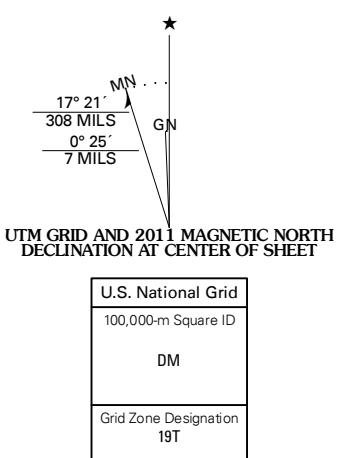 ★
MN
17° 21´
308 MILS
GN
0° 25´
7 MILS
UTM GRID AND 2011 MAGNETIC NORTH
DECLINATION AT CENTER OF SHEET
U.S. National Grid
100,000-m Square ID
DM
Grid Zone Designation
19T